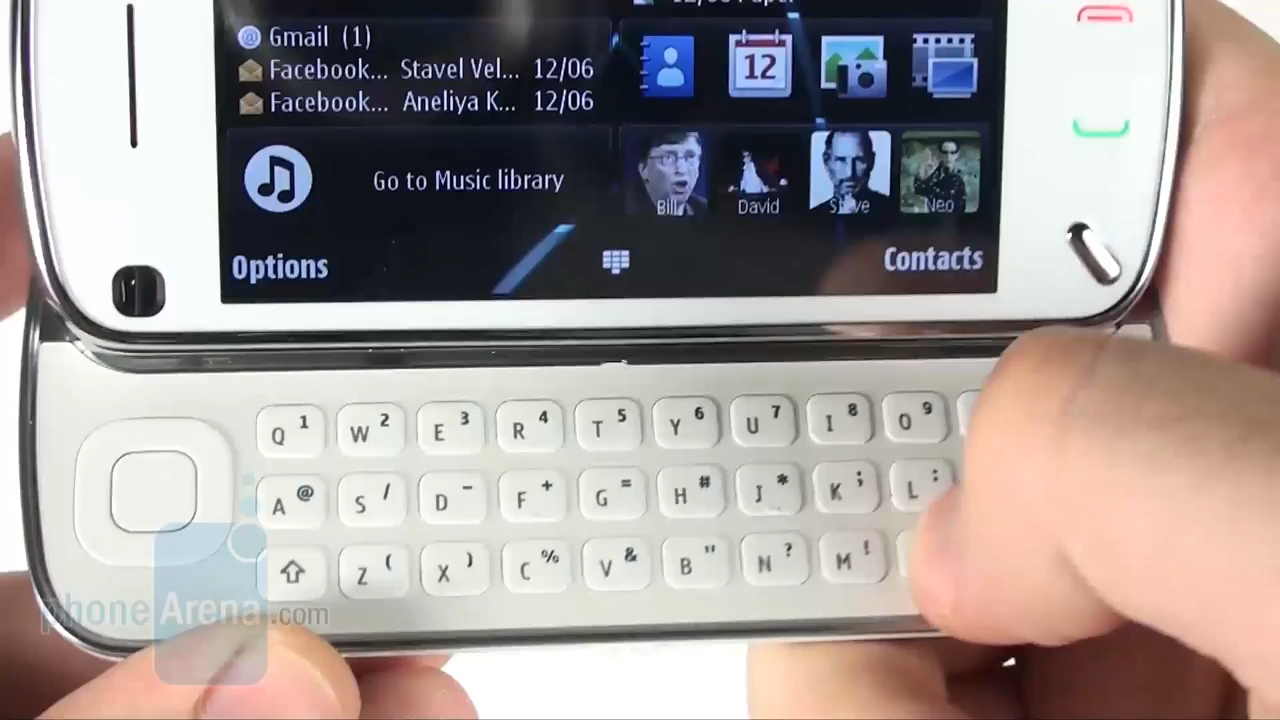 Gmail (1)
Facebook... Stavel Vel... 12/06
Facebook... Aneliya K... 12/06
12
Go to Music library
Bill David Steve Neo
Options Contacts
Q 1 W 2 E 3 R 4 T 5 Y 6 U 7 I 8 O 9
A @ S / D - F + G = H # J * K ; L :
Z ( X ) C % V & B " N ? M !
phoneArena.com